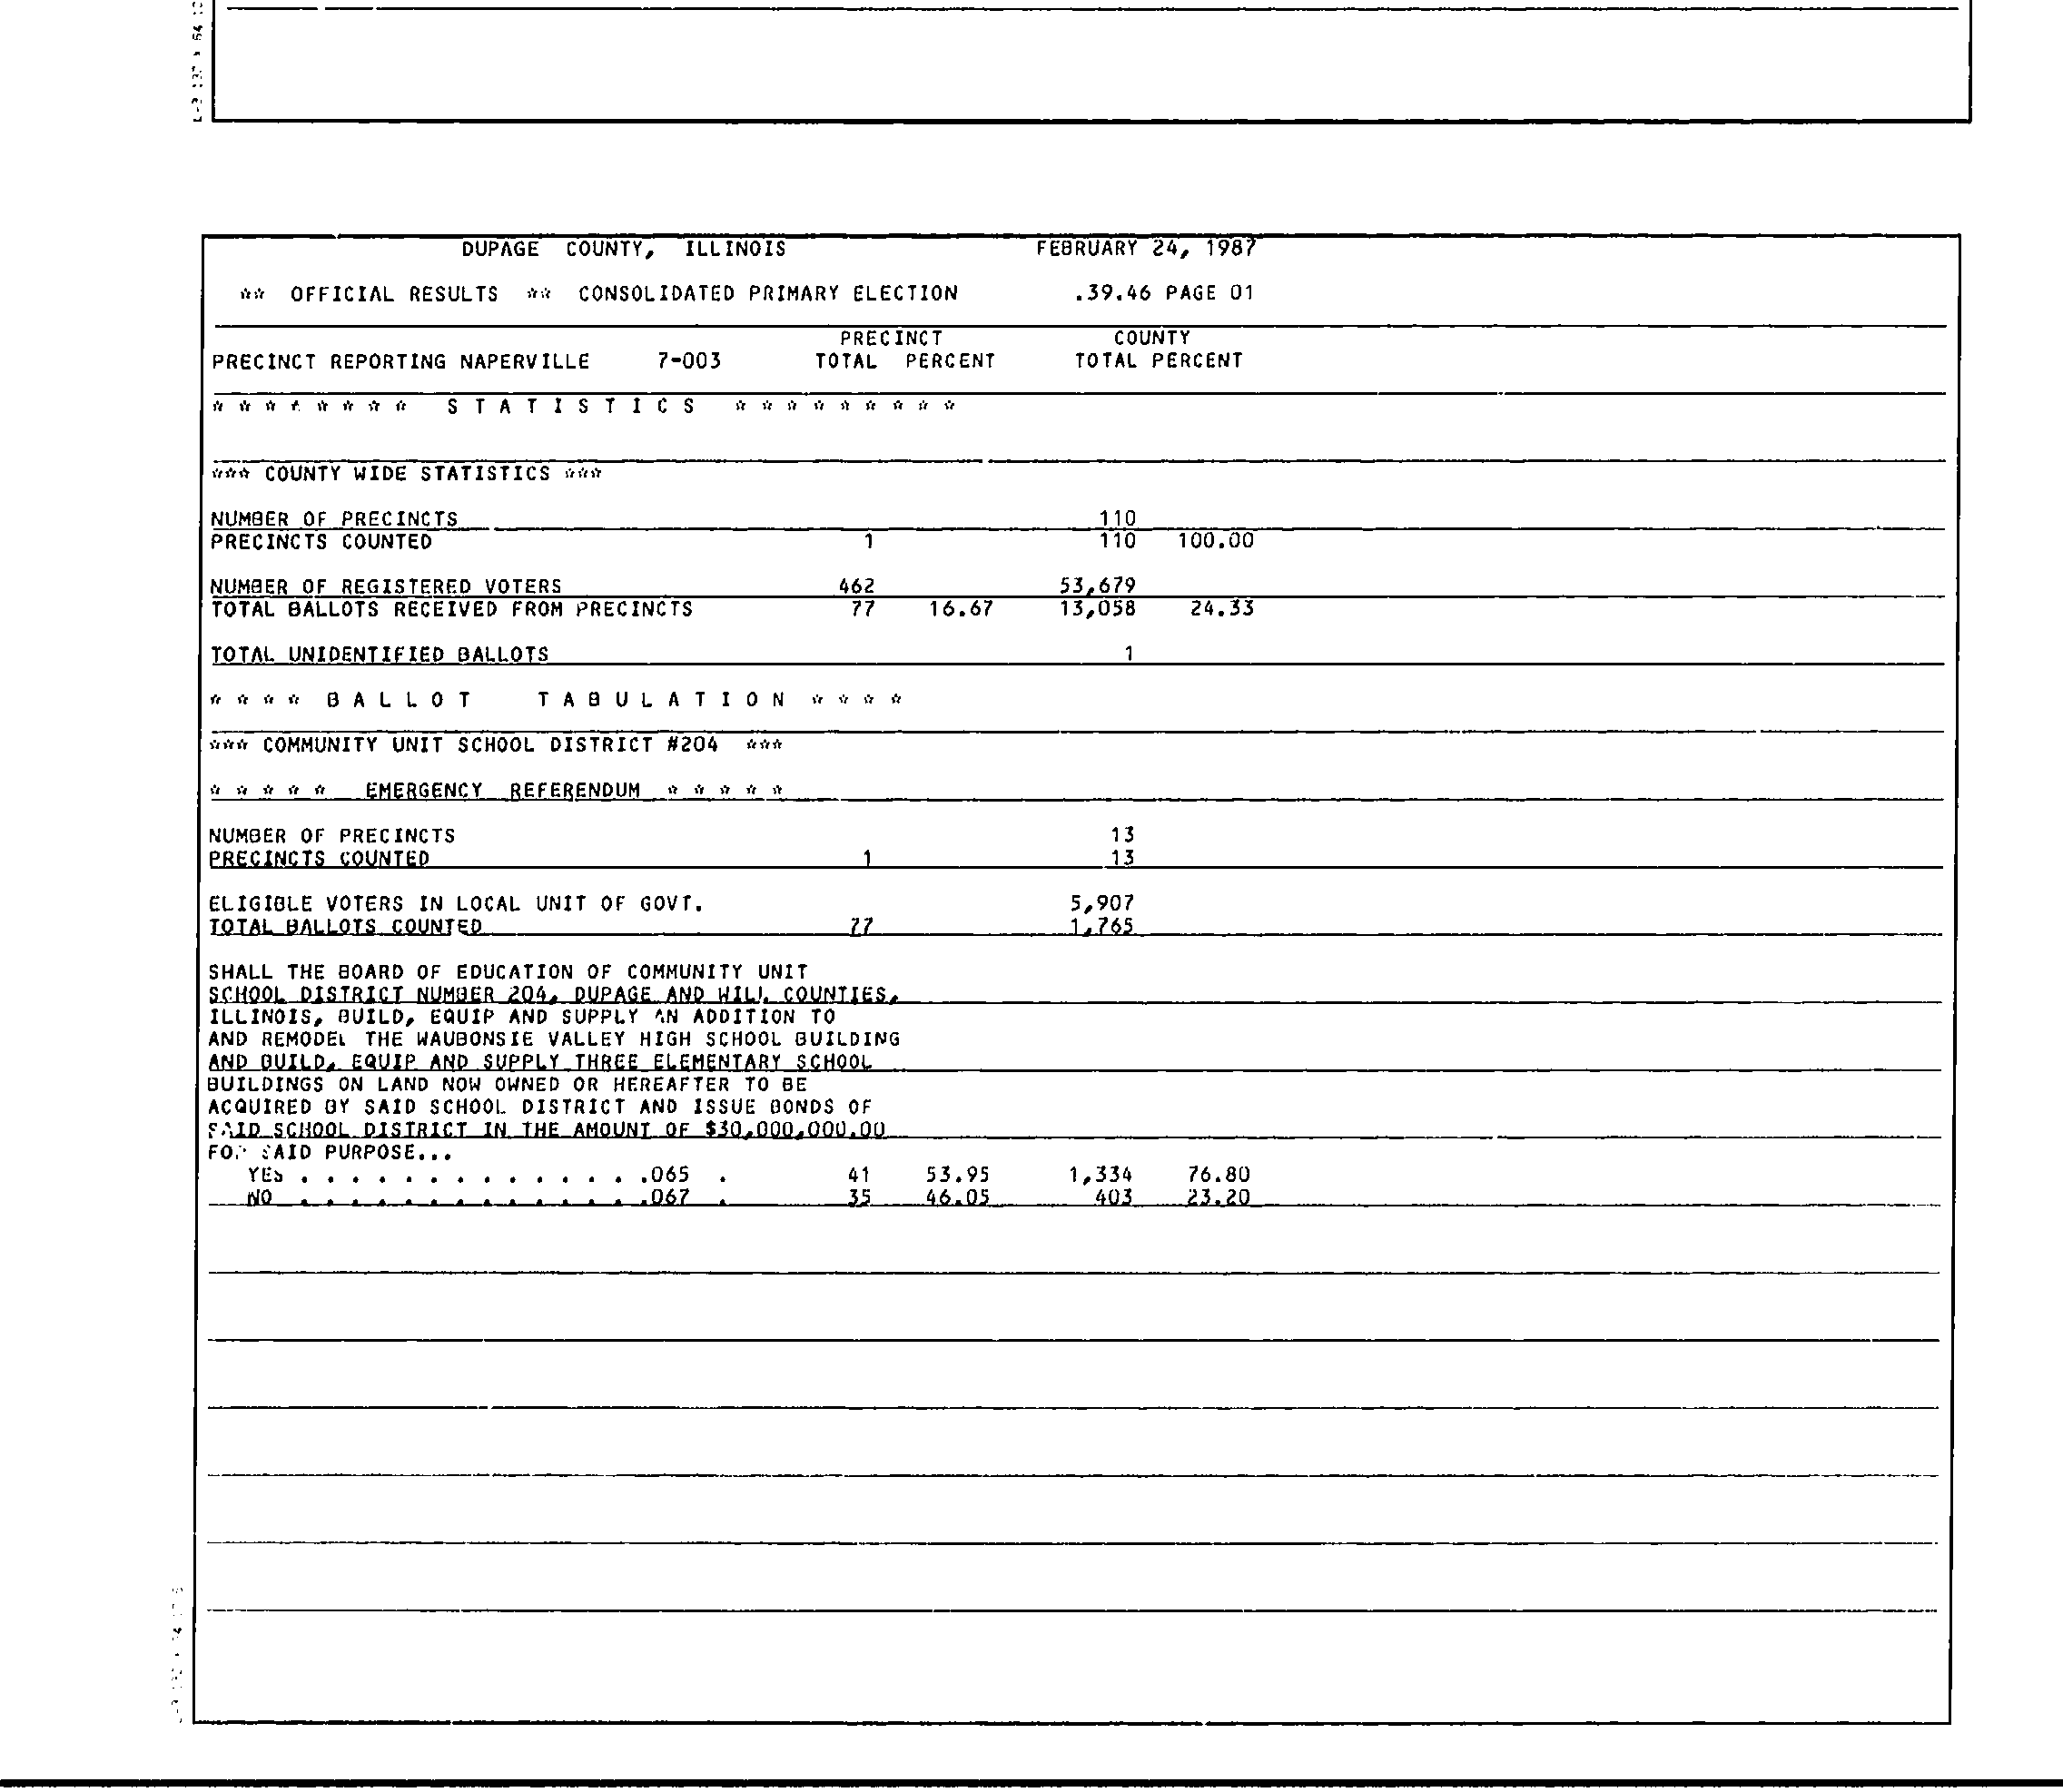 DUPAGE COUNTY, ILLINOIS FEBRUARY 24, 1987
** OFFICIAL RESULTS ** CONSOLIDATED PRIMARY ELECTION .39.46 PAGE 01
PRECINCT COUNTY
PRECINCT REPORTING NAPERVILLE 7-003 TOTAL PERCENT TOTAL PERCENT
* * * * * * * * S T A T I S T I C S * * * * * * * * *
*** COUNTY WIDE STATISTICS ***
NUMBER OF PRECINCTS 110
PRECINCTS COUNTED 1 110 100.00
NUMBER OF REGISTERED VOTERS 462 53,679
TOTAL BALLOTS RECEIVED FROM PRECINCTS 77 16.67 13,058 24.33
TOTAL UNIDENTIFIED BALLOTS 1
* * * * B A L L O T T A B U L A T I O N * * * *
*** COMMUNITY UNIT SCHOOL DISTRICT #204 ***
* * * * * EMERGENCY REFERENDUM * * * * *
NUMBER OF PRECINCTS 13
PRECINCTS COUNTED 1 13
ELIGIBLE VOTERS IN LOCAL UNIT OF GOVT. 5,907
TOTAL BALLOTS COUNTED 77 1,765
SHALL THE BOARD OF EDUCATION OF COMMUNITY UNIT
SCHOOL DISTRICT NUMBER 204, DUPAGE AND WILL COUNTIES,
ILLINOIS, BUILD, EQUIP AND SUPPLY AN ADDITION TO
AND REMODEL THE WAUBONSIE VALLEY HIGH SCHOOL BUILDING
AND BUILD, EQUIP AND SUPPLY THREE ELEMENTARY SCHOOL
BUILDINGS ON LAND NOW OWNED OR HEREAFTER TO BE
ACQUIRED BY SAID SCHOOL DISTRICT AND ISSUE BONDS OF
SAID SCHOOL DISTRICT IN THE AMOUNT OF $30,000,000.00
FOR SAID PURPOSE...
YES . . . . . . . . . . . . . .065 . 41 53.95 1,334 76.80
NO . . . . . . . . . . . . . .067 . 35 46.05 403 23.20